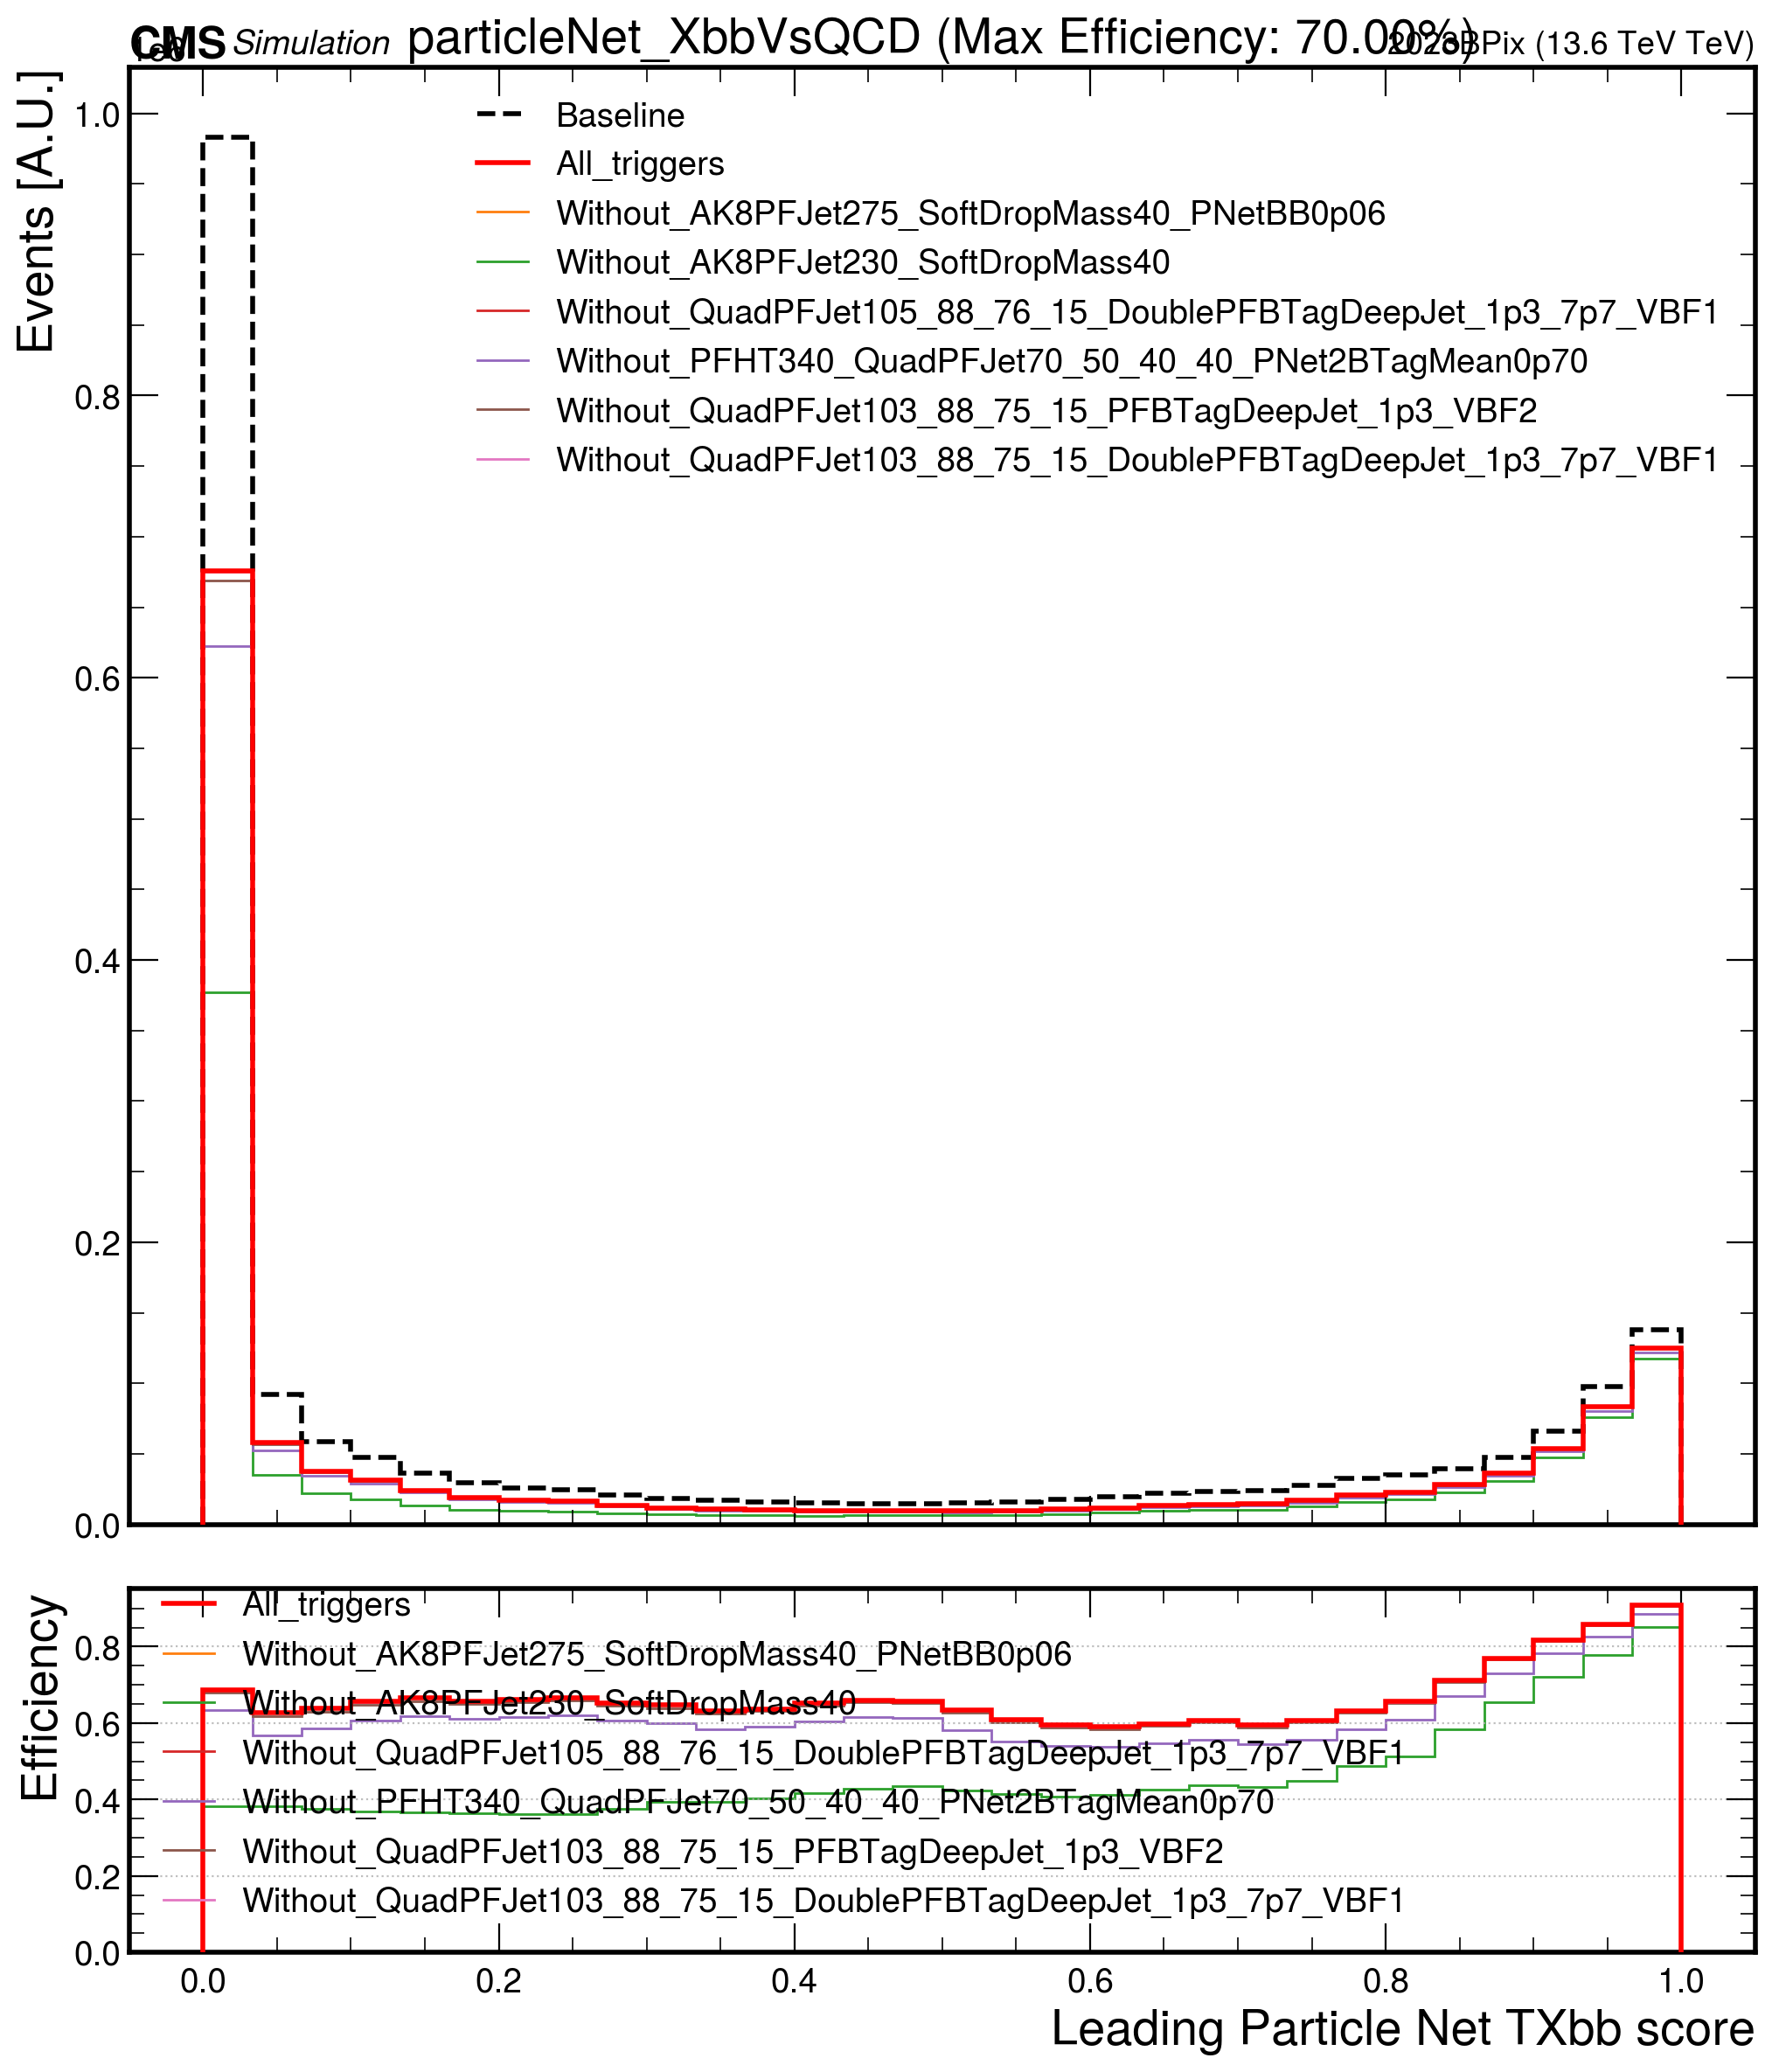 CMS Simulation particleNet_XbbVsQCD (Max Efficiency: 70.00%) 2023BPix (13.6 TeV TeV)
Events [A.U.]
1.0
0.8
0.6
0.4
0.2
0.0
Baseline
All_triggers
Without_AK8PFJet275_SoftDropMass40_PNetBB0p06
Without_AK8PFJet230_SoftDropMass40
Without_QuadPFJet105_88_76_15_DoublePFBTagDeepJet_1p3_7p7_VBF1
Without_PFHT340_QuadPFJet70_50_40_40_PNet2BTagMean0p70
Without_QuadPFJet103_88_75_15_PFBTagDeepJet_1p3_VBF2
Without_QuadPFJet103_88_75_15_DoublePFBTagDeepJet_1p3_7p7_VBF1
Efficiency
0.8
0.6
0.4
0.2
0.0
All_triggers
Without_AK8PFJet275_SoftDropMass40_PNetBB0p06
Without_AK8PFJet230_SoftDropMass40
Without_QuadPFJet105_88_76_15_DoublePFBTagDeepJet_1p3_7p7_VBF1
Without_PFHT340_QuadPFJet70_50_40_40_PNet2BTagMean0p70
Without_QuadPFJet103_88_75_15_PFBTagDeepJet_1p3_VBF2
Without_QuadPFJet103_88_75_15_DoublePFBTagDeepJet_1p3_7p7_VBF1
0.0 0.2 0.4 0.6 0.8 1.0
Leading Particle Net TXbb score